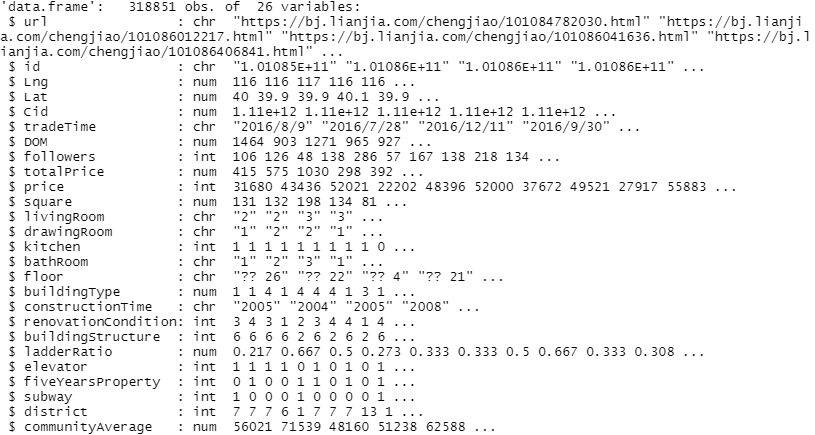 'data.frame':   318851 obs. of  26 variables:
 $ url                : chr  "https://bj.lianjia.com/chengjiao/101084782030.html" "https://bj.lianji
a.com/chengjiao/101086012217.html" "https://bj.lianjia.com/chengjiao/101086041636.html" "https://bj.l
ianjia.com/chengjiao/101086406841.html" ...
 $ id                 : chr  "1.01085E+11" "1.01086E+11" "1.01086E+11" "1.01086E+11" ...
 $ Lng                : num  116 116 117 116 116 ...
 $ Lat                : num  40 39.9 39.9 40.1 39.9 ...
 $ Cid                : num  1.11e+12 1.11e+12 1.11e+12 1.11e+12 1.11e+12 ...
 $ tradeTime          : chr  "2016/8/9" "2016/7/28" "2016/12/11" "2016/9/30" ...
 $ DOM                : num  1464 903 1271 965 927 ...
 $ followers          : int  106 126 48 138 286 57 167 138 218 134 ...
 $ totalPrice         : num  415 575 1030 298 392 ...
 $ price              : int  31680 43436 52021 22202 48396 52000 37672 49521 27917 55883 ...
 $ square             : num  131 132 198 134 81 ...
 $ livingRoom         : chr  "2" "2" "3" "3" ...
 $ drawingRoom        : chr  "1" "2" "2" "1" ...
 $ kitchen            : int  1 1 1 1 1 1 1 1 1 0 ...
 $ bathRoom           : chr  "1" "2" "3" "1" ...
 $ floor              : chr  "?? 26" "?? 22" "?? 4" "?? 21" ...
 $ buildingType       : num  1 1 4 1 4 4 4 1 3 1 ...
 $ constructionTime   : chr  "2005" "2004" "2005" "2008" ...
 $ renovationCondition: int  3 4 3 1 2 3 4 4 1 4 ...
 $ buildingStructure  : int  6 6 6 6 2 6 2 6 2 6 ...
 $ ladderRatio        : num  0.217 0.667 0.5 0.273 0.333 0.333 0.5 0.667 0.333 0.308 ...
 $ elevator           : int  1 1 1 1 0 1 0 1 0 1 ...
 $ fiveYearsProperty  : int  0 1 0 0 1 1 0 1 0 1 ...
 $ subway             : int  1 0 0 0 1 0 0 0 0 1 ...
 $ district           : int  7 7 7 6 1 7 7 7 13 1 ...
 $ communityAverage   : num  56021 71539 48160 51238 62588 ...